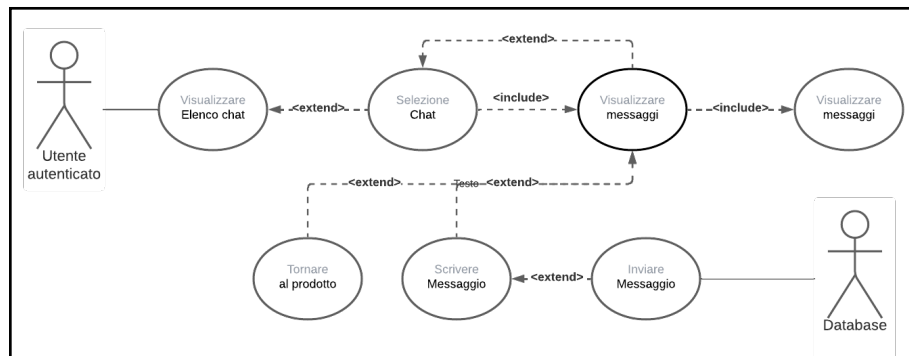 <extend>
Visualizzare
Elenco chat
<extend>
Selezione
Chat
<include>
Visualizzare
messaggi
<include>
Visualizzare
messaggi
Utente
autenticato
<extend>
Testo
<extend>
Tornare
al prodotto
Scrivere
Messaggio
<extend>
Inviare
Messaggio
Database